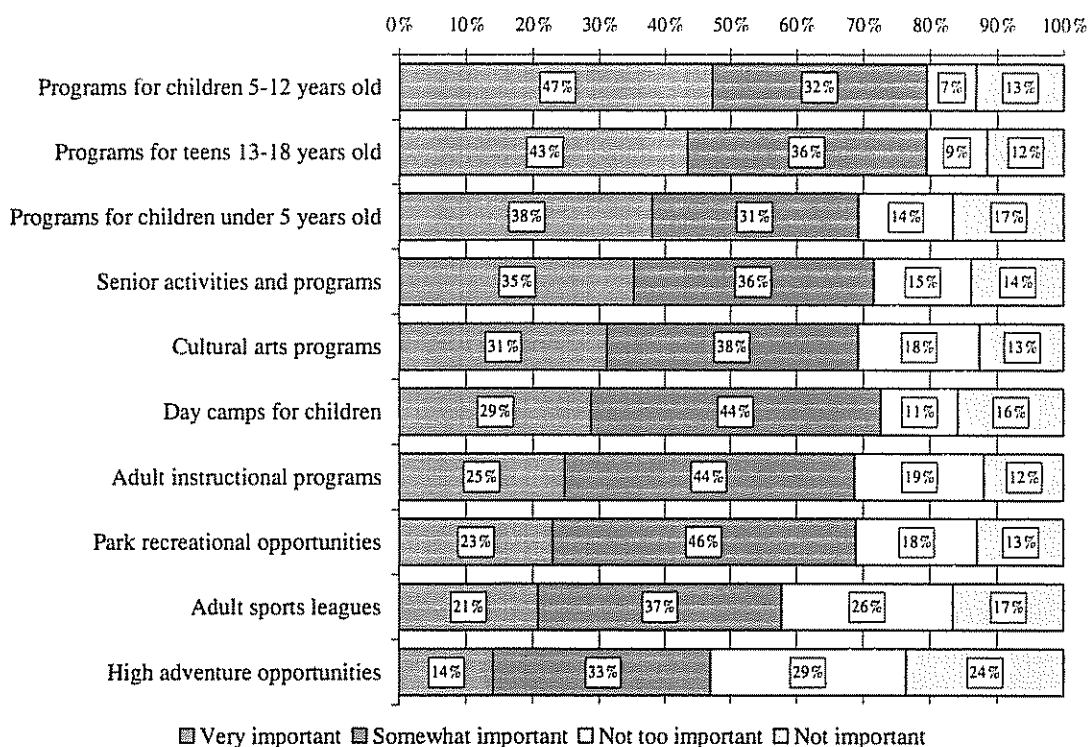 0% 10% 20% 30% 40% 50% 60% 70% 80% 90% 100%
Programs for children 5-12 years old 47% 32% 7% 13%
Programs for teens 13-18 years old 43% 36% 9% 12%
Programs for children under 5 years old 38% 31% 14% 17%
Senior activities and programs 35% 36% 15% 14%
Cultural arts programs 31% 38% 18% 13%
Day camps for children 29% 44% 11% 16%
Adult instructional programs 25% 44% 19% 12%
Park recreational opportunities 23% 46% 18% 13%
Adult sports leagues 21% 37% 26% 17%
High adventure opportunities 14% 33% 29% 24%
Very important Somewhat important Not too important Not important